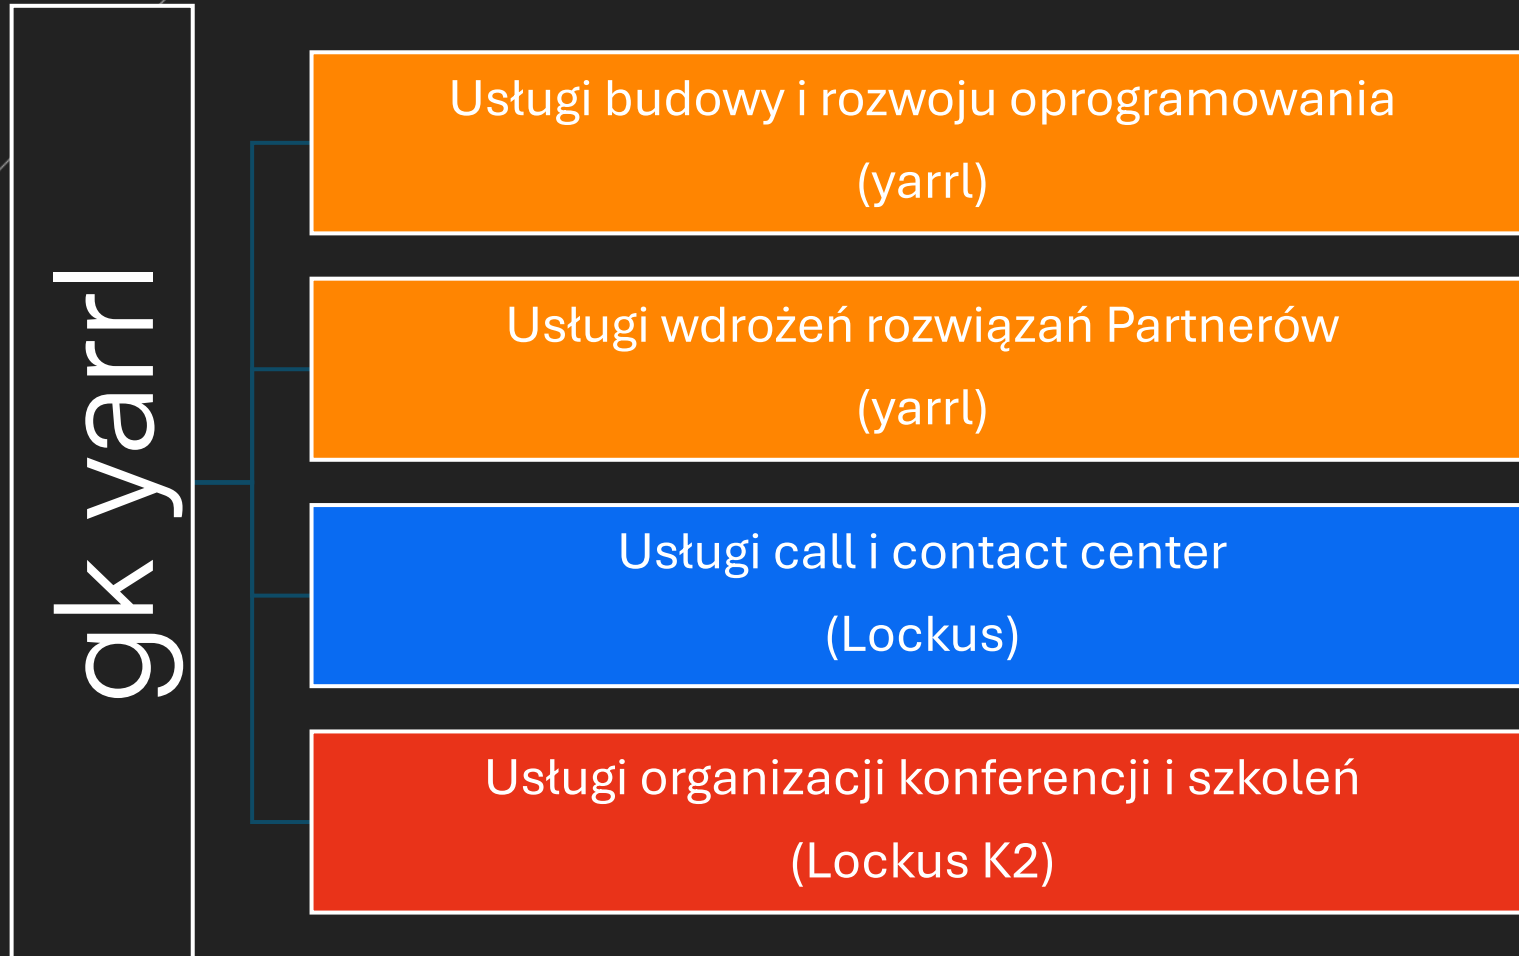 gk yarrl
Usługi budowy i rozwoju oprogramowania
(yarrl)
Usługi wdrożeń rozwiązań Partnerów
(yarrl)
Usługi call i contact center
(Lockus)
Usługi organizacji konferencji i szkoleń
(Lockus K2)